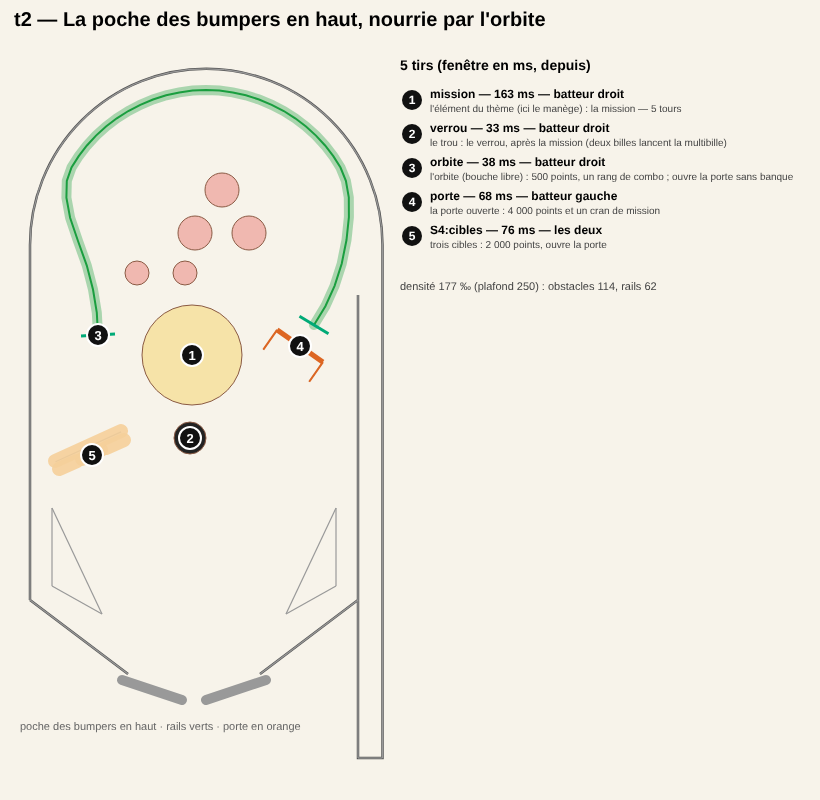 t2 — La poche des bumpers en haut, nourrie par l'orbite
5 tirs (fenêtre en ms, depuis)
1 mission — 163 ms — batteur droit
l'élément du thème (ici le manège) : la mission — 5 tours
2 verrou — 33 ms — batteur droit
le trou : le verrou, après la mission (deux billes lancent la multibille)
3 orbite — 38 ms — batteur droit
l'orbite (bouche libre) : 500 points, un rang de combo ; ouvre la porte sans banque
4 porte — 68 ms — batteur gauche
la porte ouverte : 4 000 points et un cran de mission
5 S4:cibles — 76 ms — les deux
trois cibles : 2 000 points, ouvre la porte
densité 177 ‰ (plafond 250) : obstacles 114, rails 62
3
1
4
2
5
poche des bumpers en haut · rails verts · porte en orange